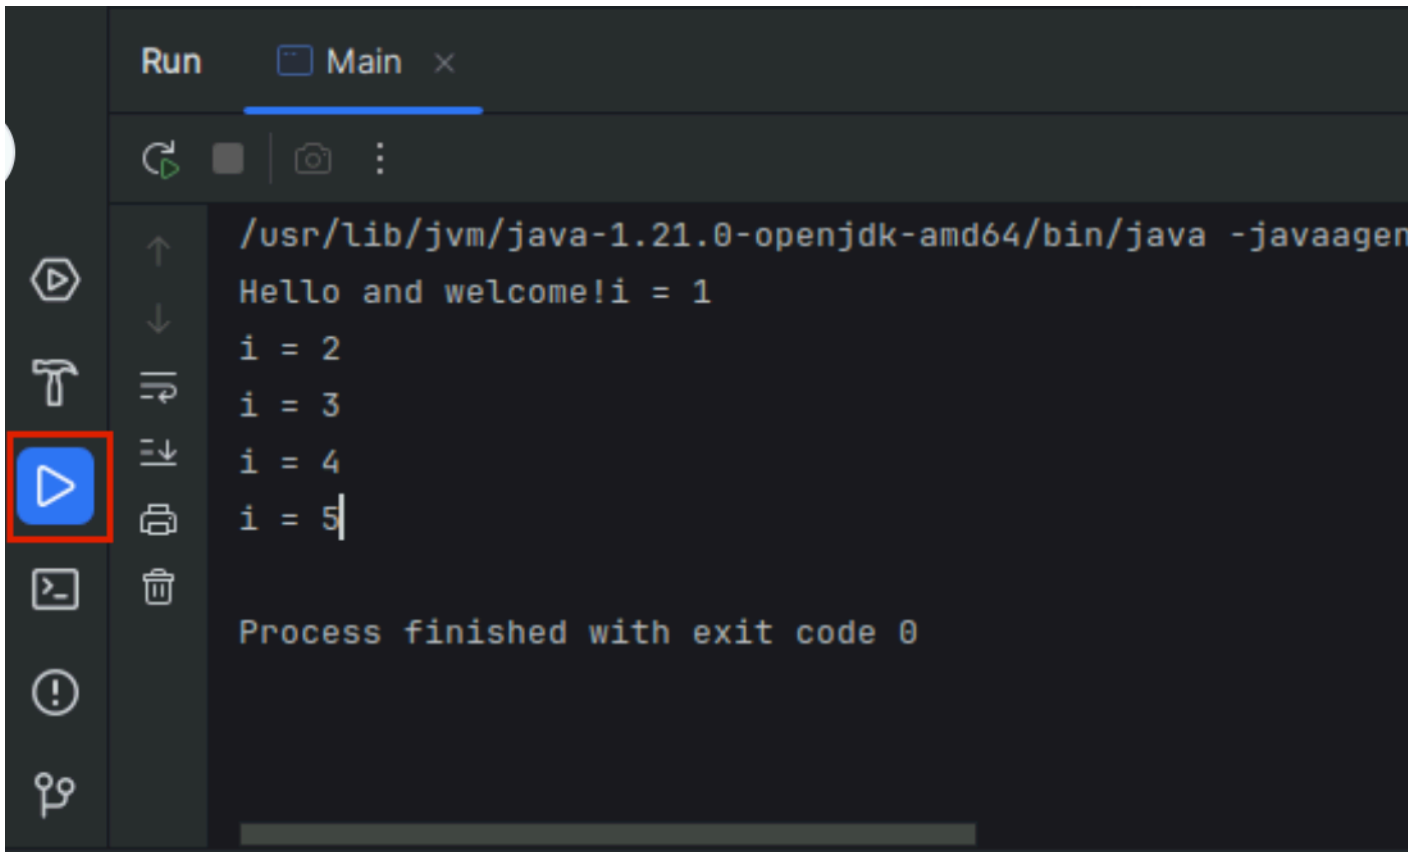 Run Main
/usr/lib/jvm/java-1.21.0-openjdk-amd64/bin/java -javaagen
Hello and welcome!i = 1
i = 2
i = 3
i = 4
i = 5
Process finished with exit code 0